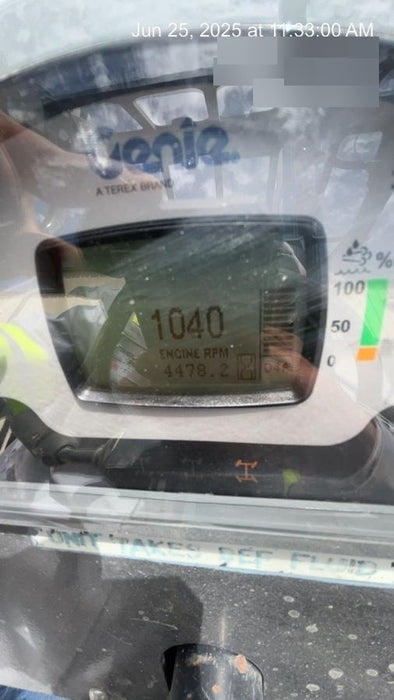 Jun 25, 2025 at 11:33:00 AM
Genie
A TEREX BRAND
%
100
50
0
1040
ENGINE RPM
4478.2
UNIT TAKES DEF FLUID